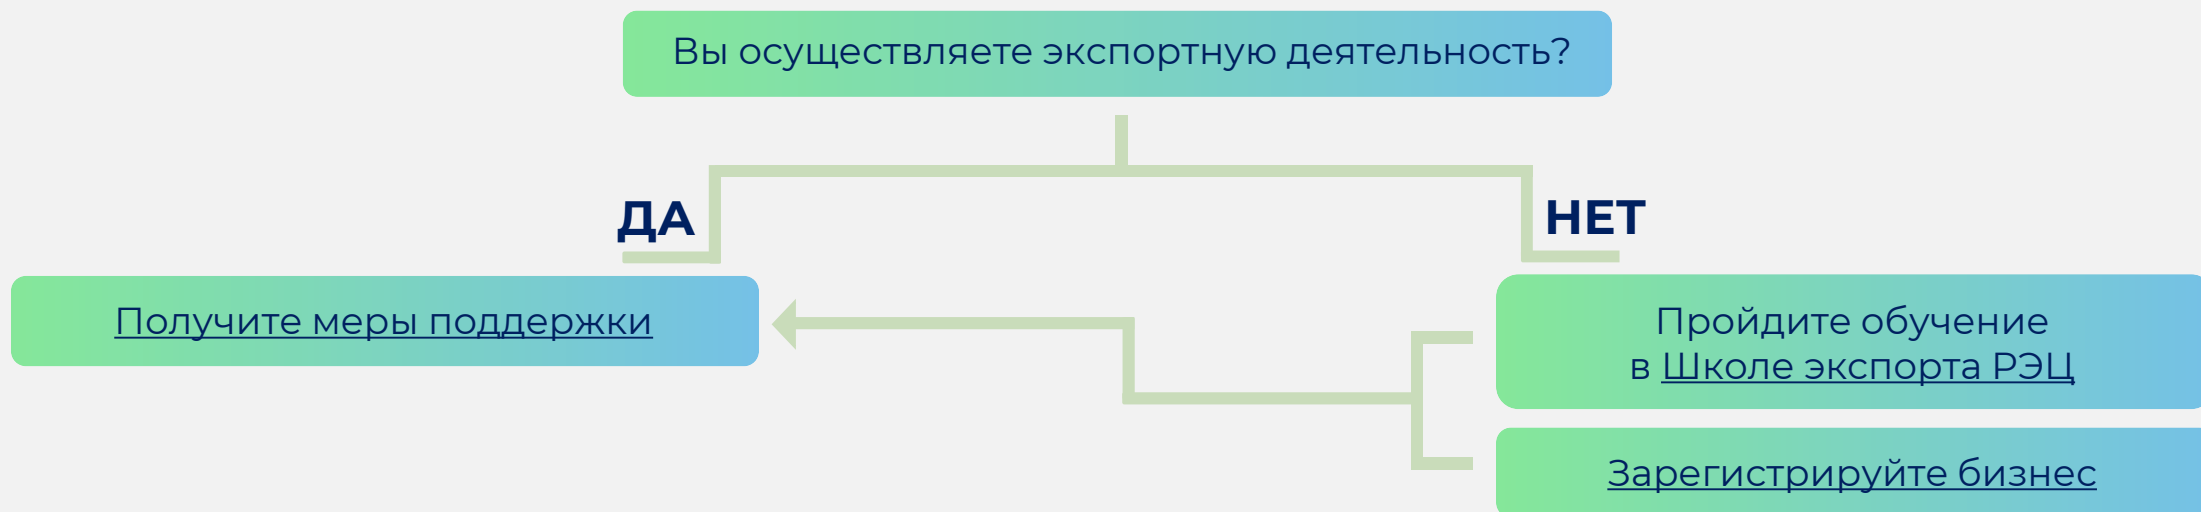 Вы осуществляете экспортную деятельность?
ДА
НЕТ
Получите меры поддержки
Пройдите обучение
в Школе экспорта РЭЦ
Зарегистрируйте бизнес